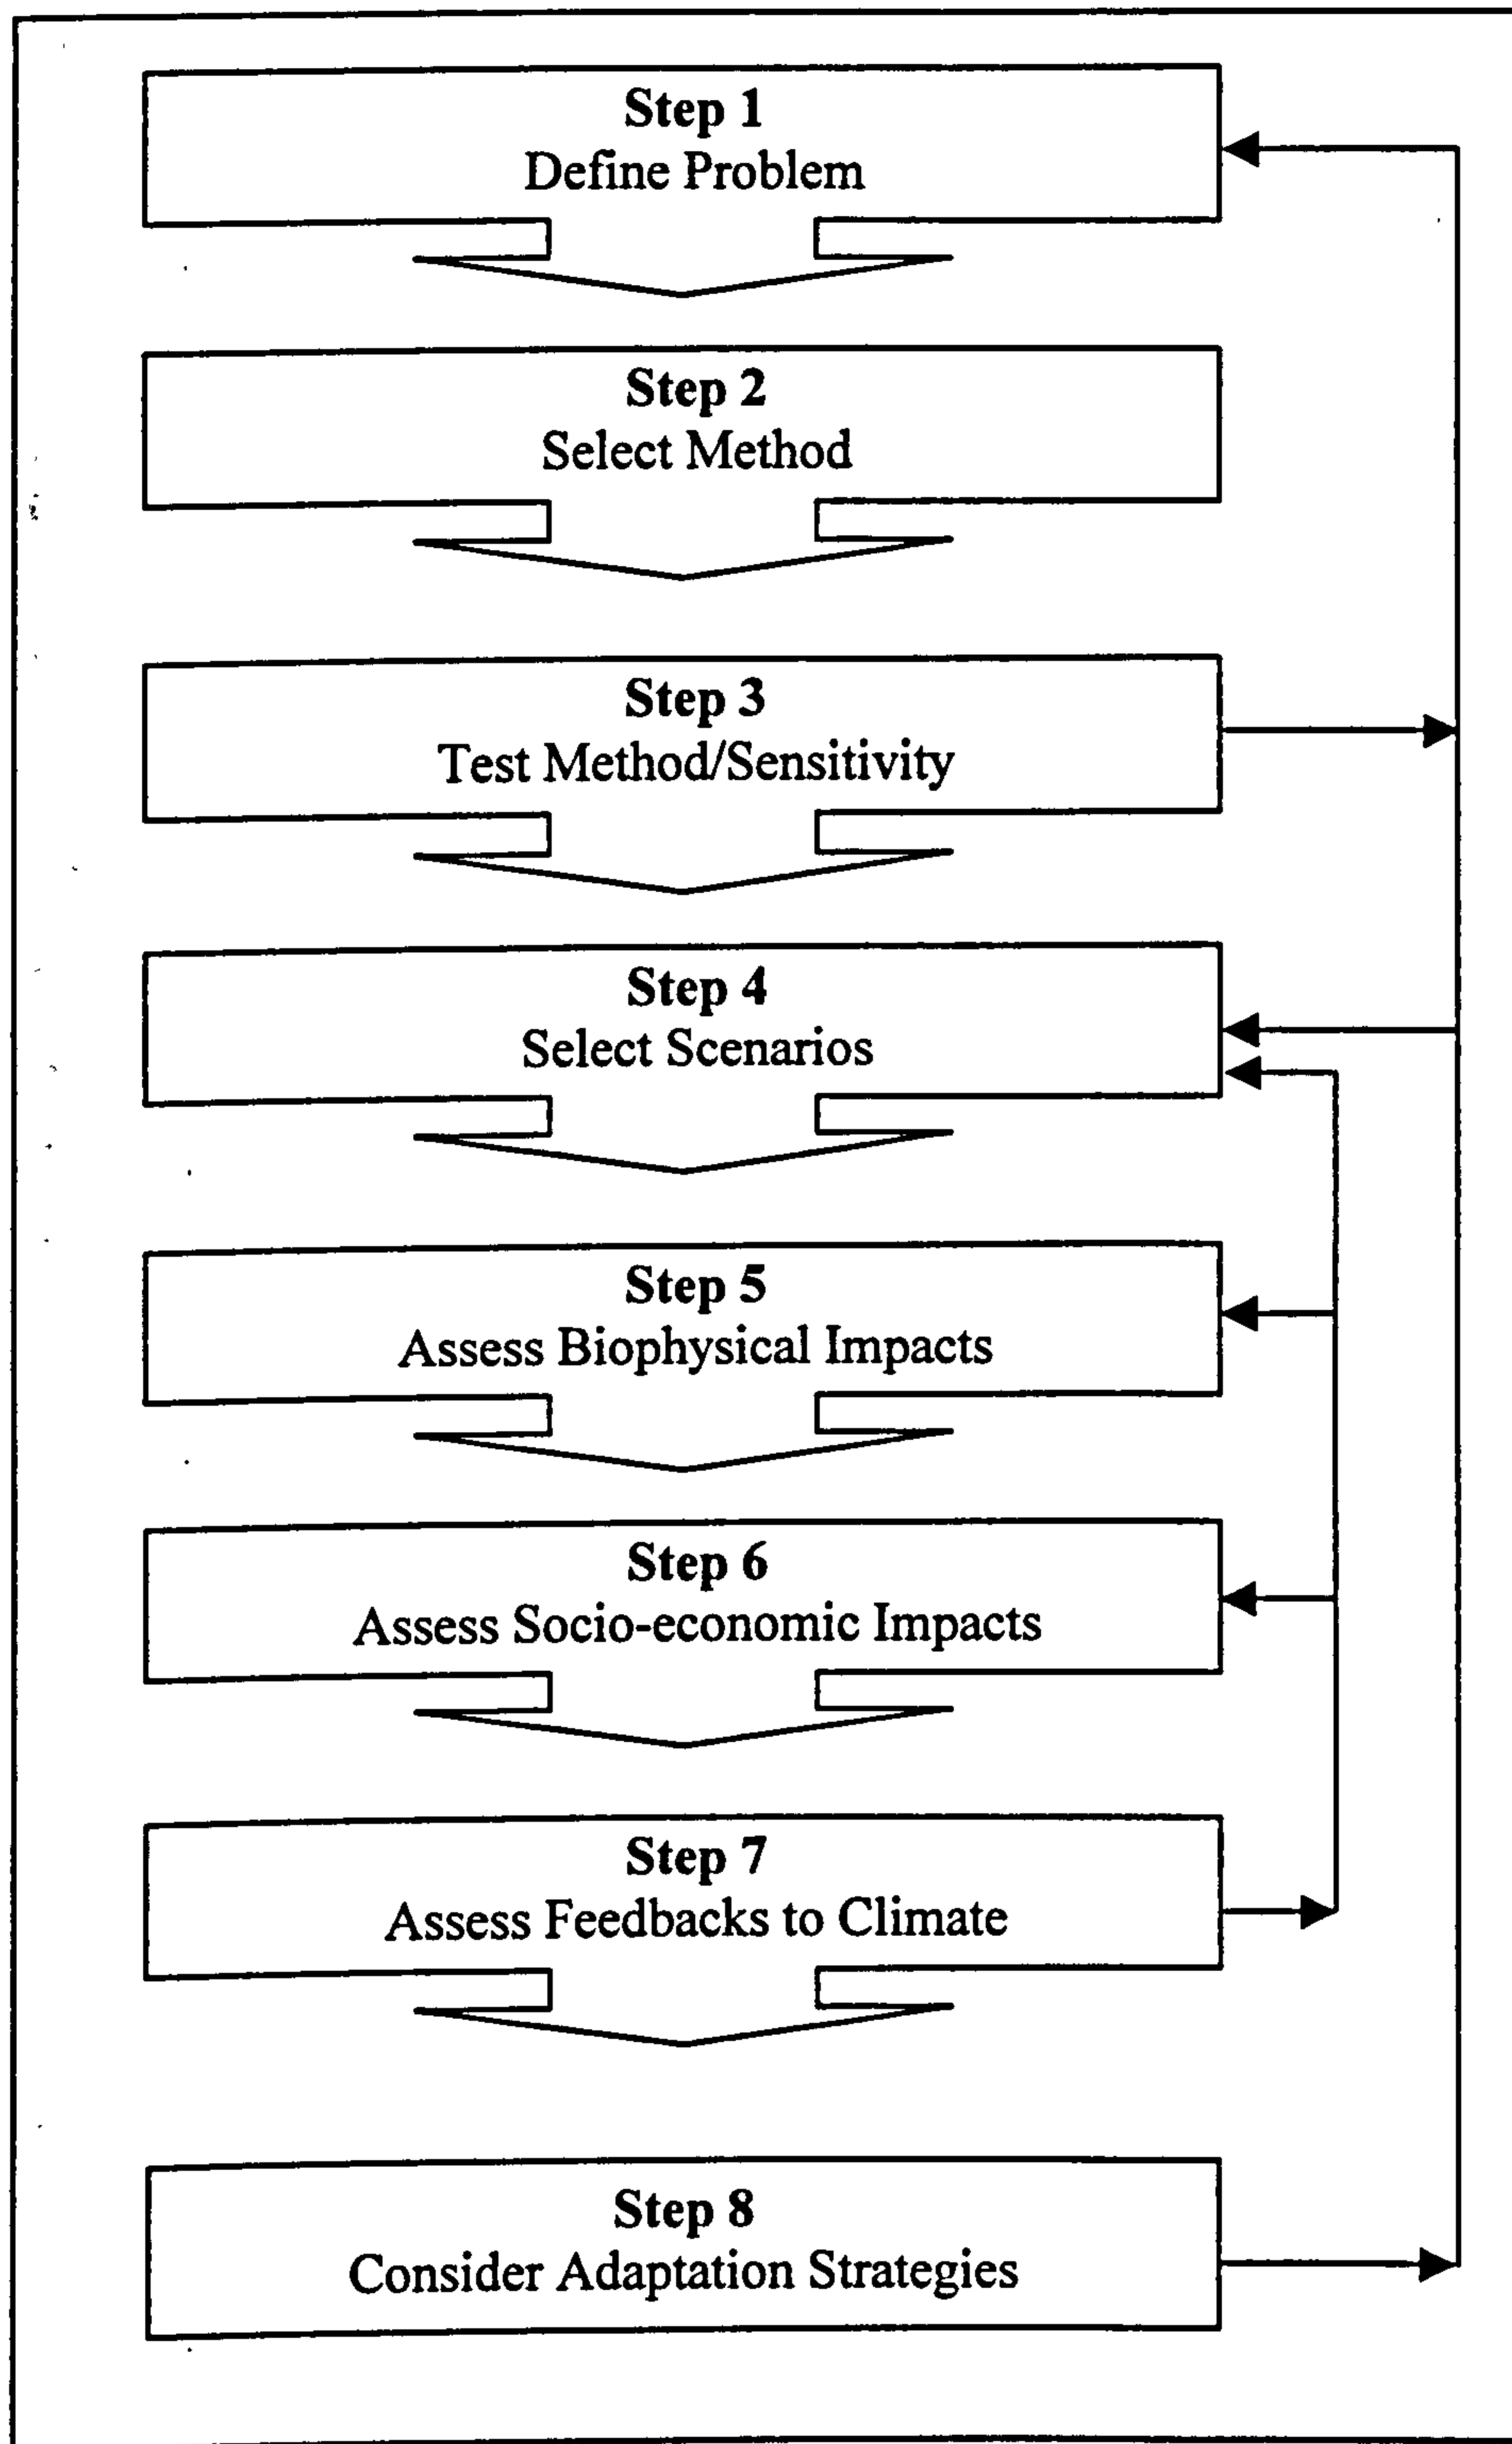 Step 1
Define Problem
Step 2
Select Method
Step 3
Test Method/Sensitivity
Step 4
Select Scenarios
Step 5
Assess Biophysical Impacts
Step 6
Assess Socio-economic Impacts
Step 7
Assess Feedbacks to Climate
Step 8
Consider Adaptation Strategies